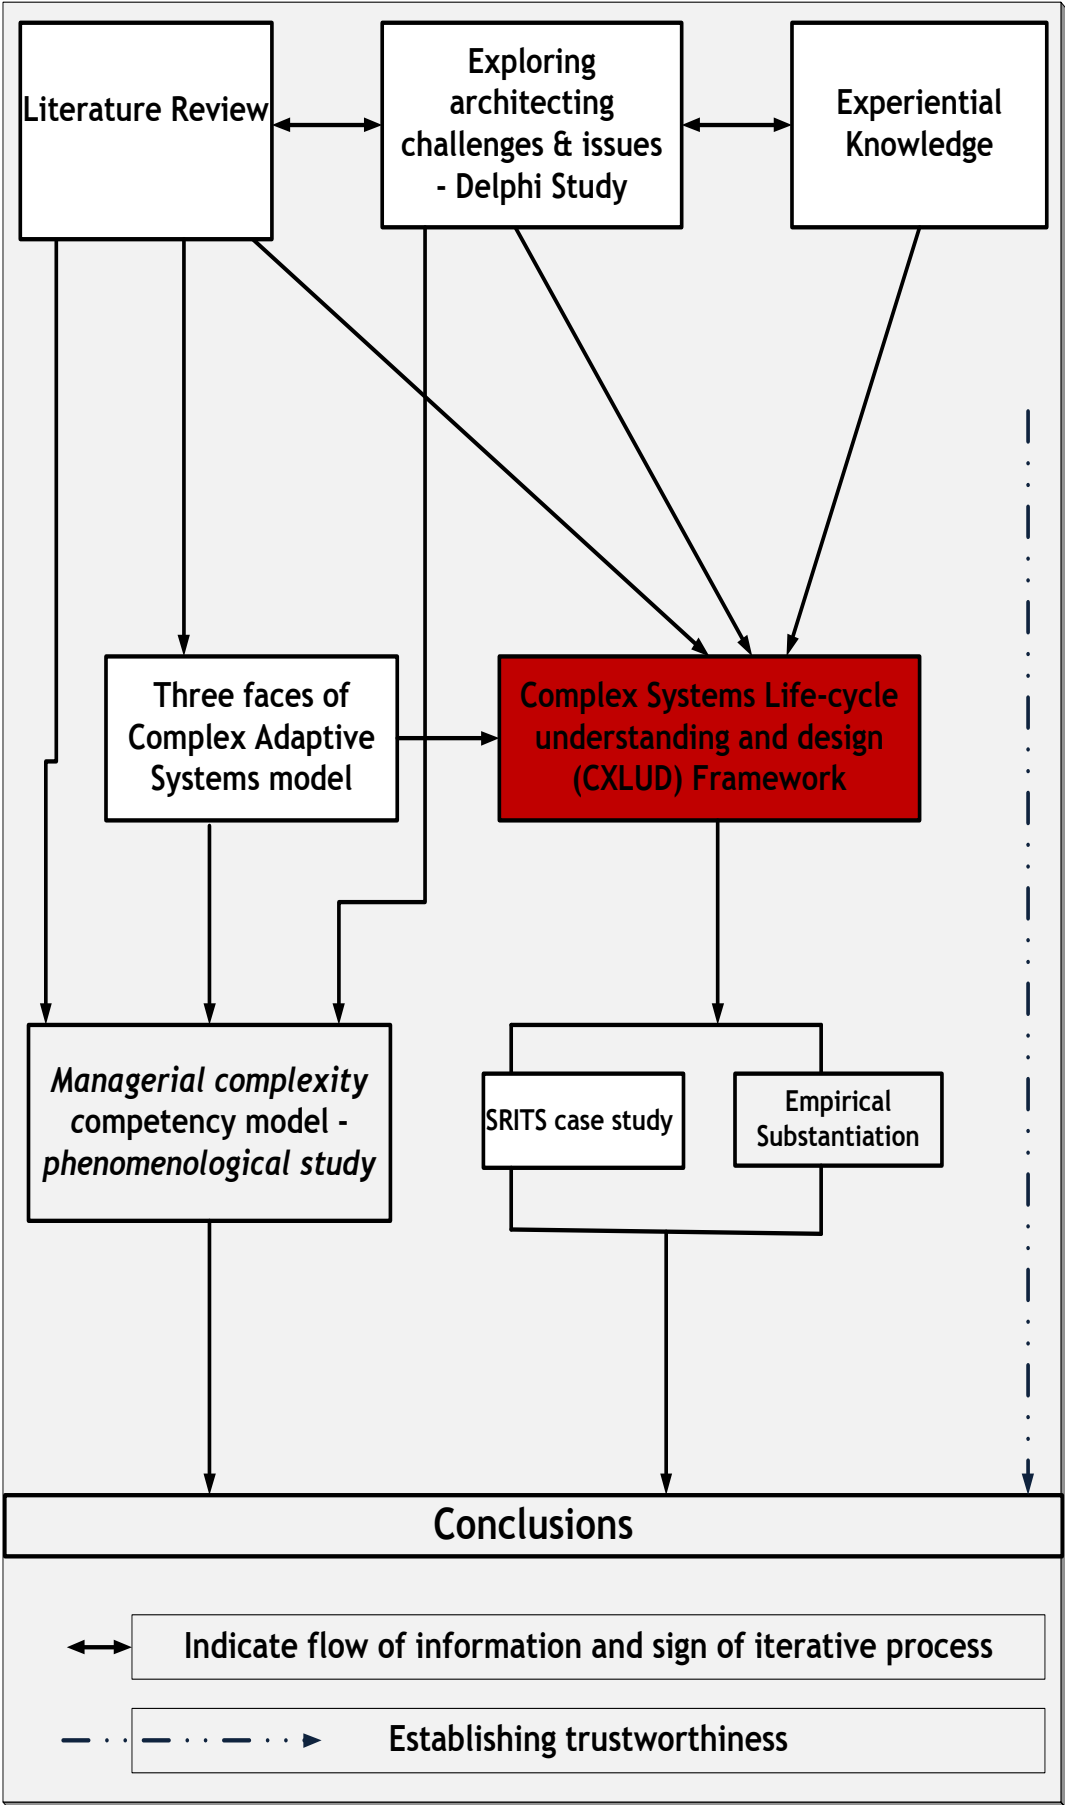 Literature Review
Exploring
architecting
challenges & issues
- Delphi Study
Experiential
Knowledge
Three faces of
Complex Adaptive
Systems model
Complex Systems Life-cycle
understanding and design
(CXLUD) Framework
Managerial complexity
competency model -
phenomenological study
SRITS case study
Empirical
Substantiation
Conclusions
Indicate flow of information and sign of iterative process
Establishing trustworthiness